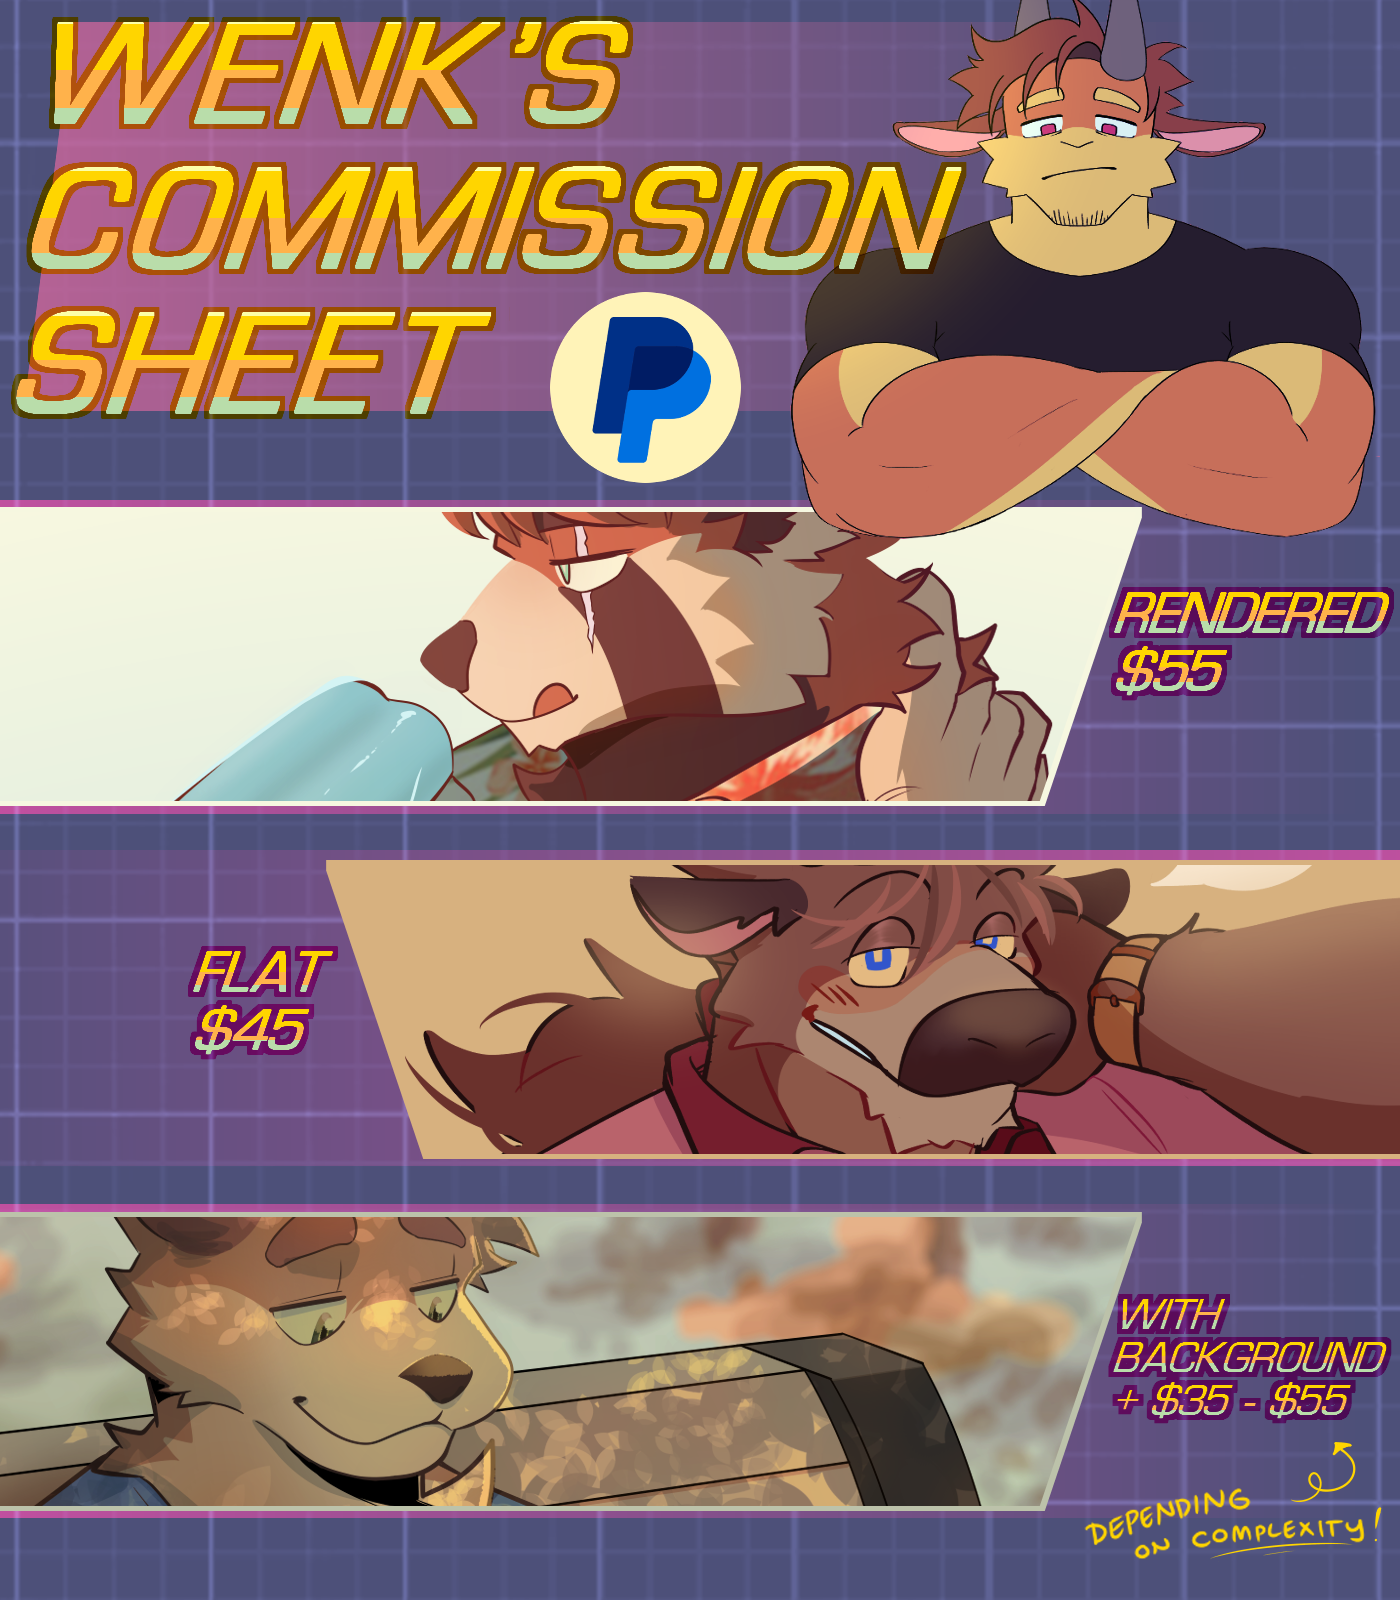 WENK'S
COMMISSION
SHEET
RENDERED
$55
FLAT
$45
WITH
BACKGROUND
+ $35 - $55
DEPENDING
ON COMPLEXITY!